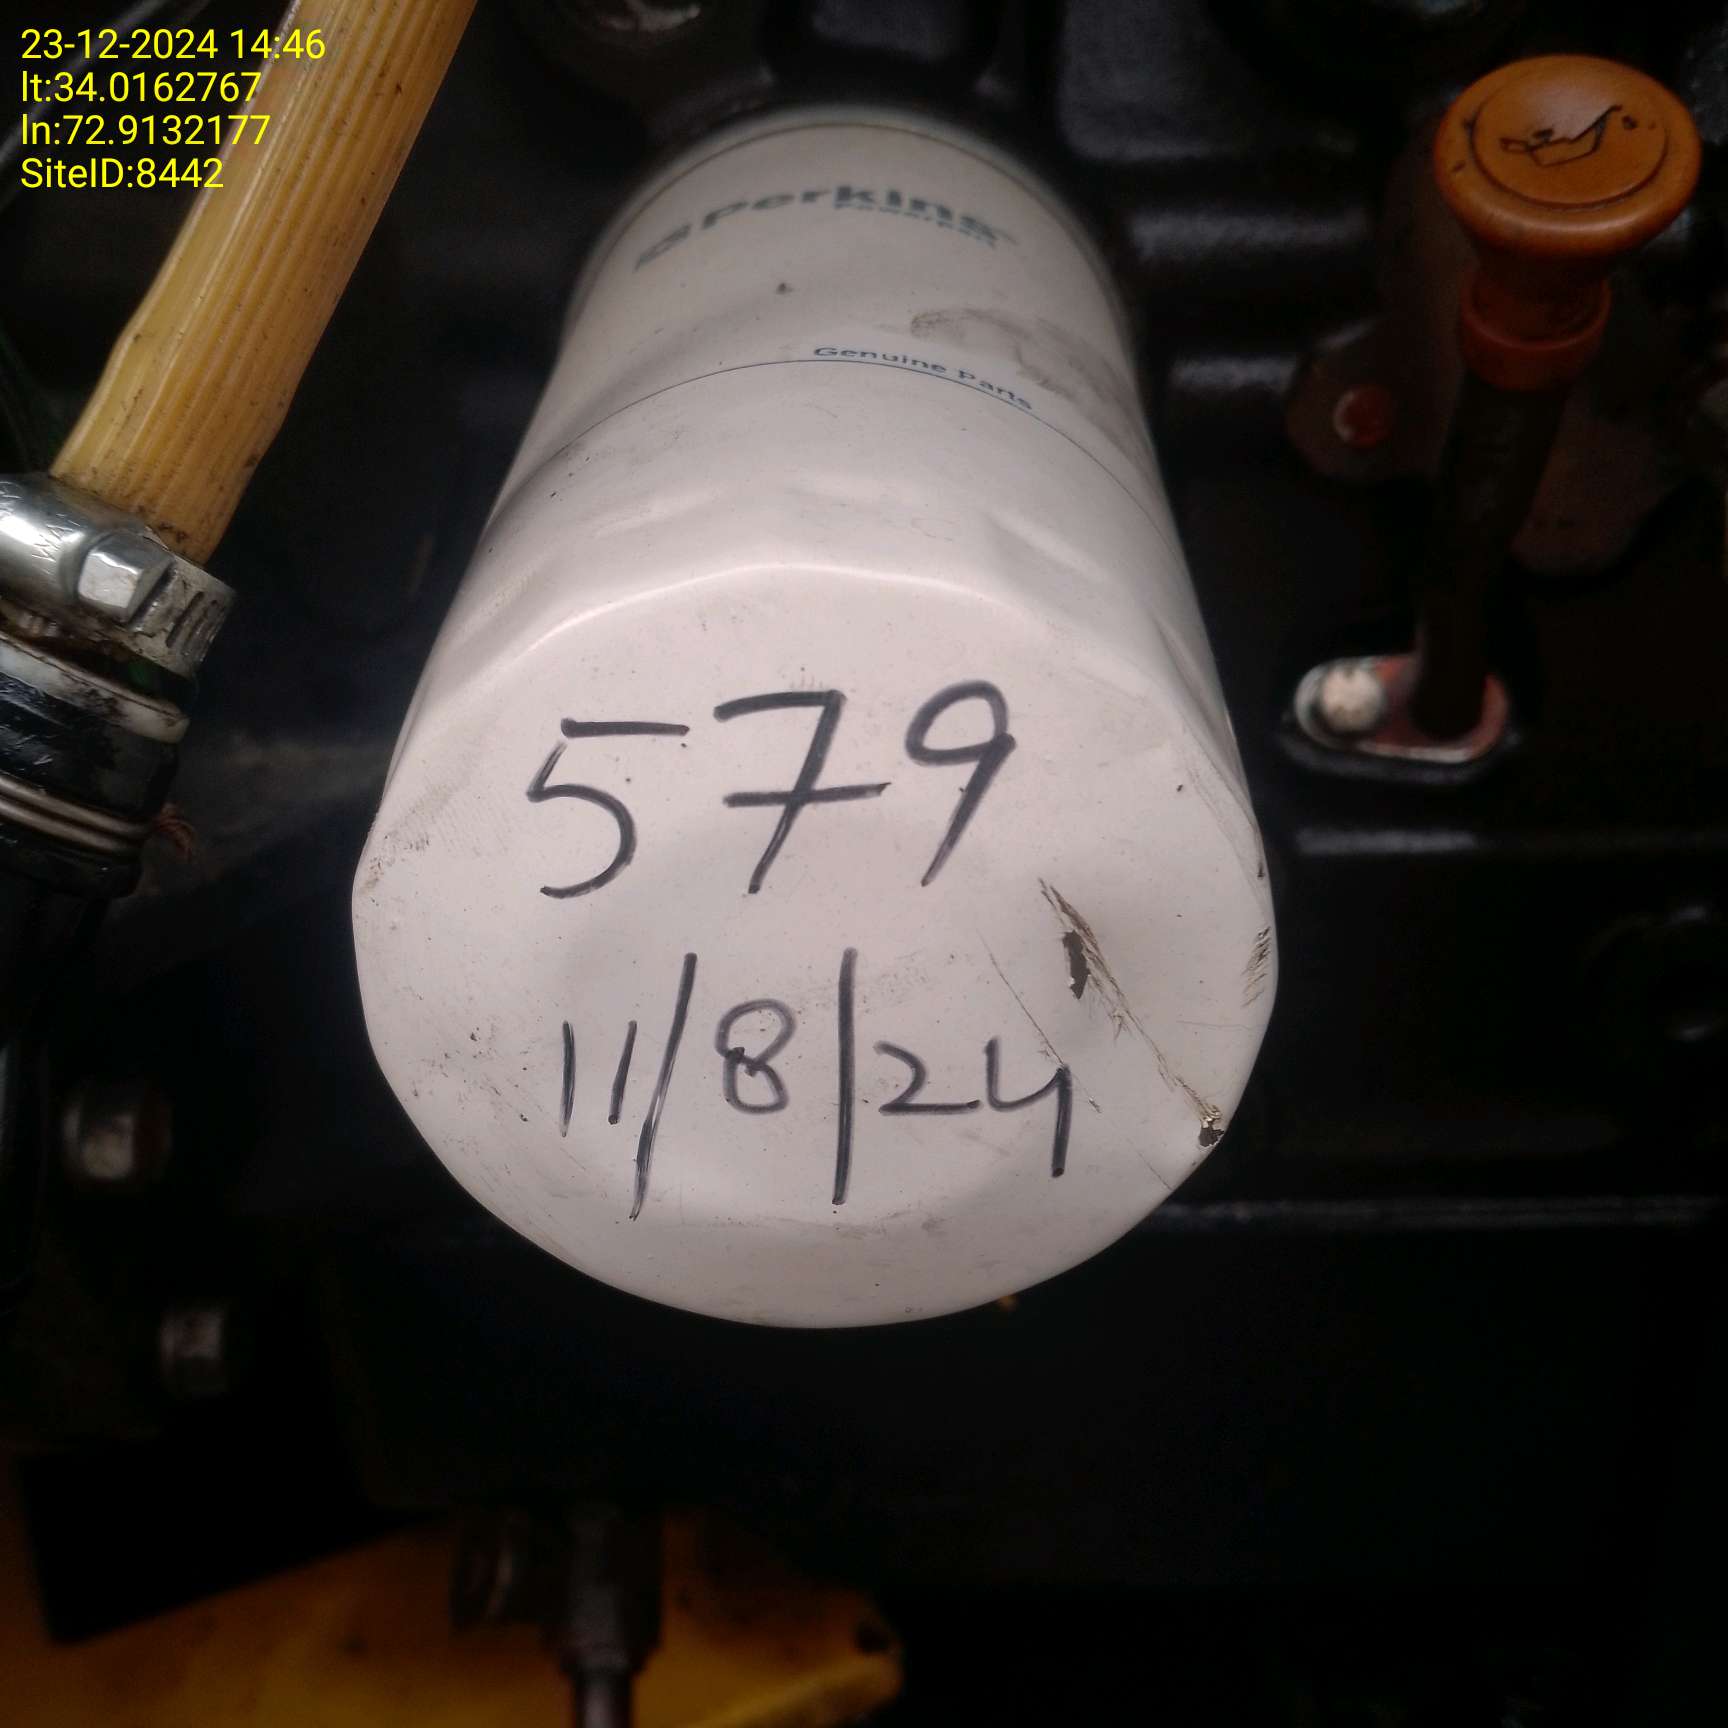 23-12-2024 14:46
lt:34.0162767
ln:72.9132177
SiteID:8442
Perkins
Powerpart
Genuine Parts
579
11/8/24